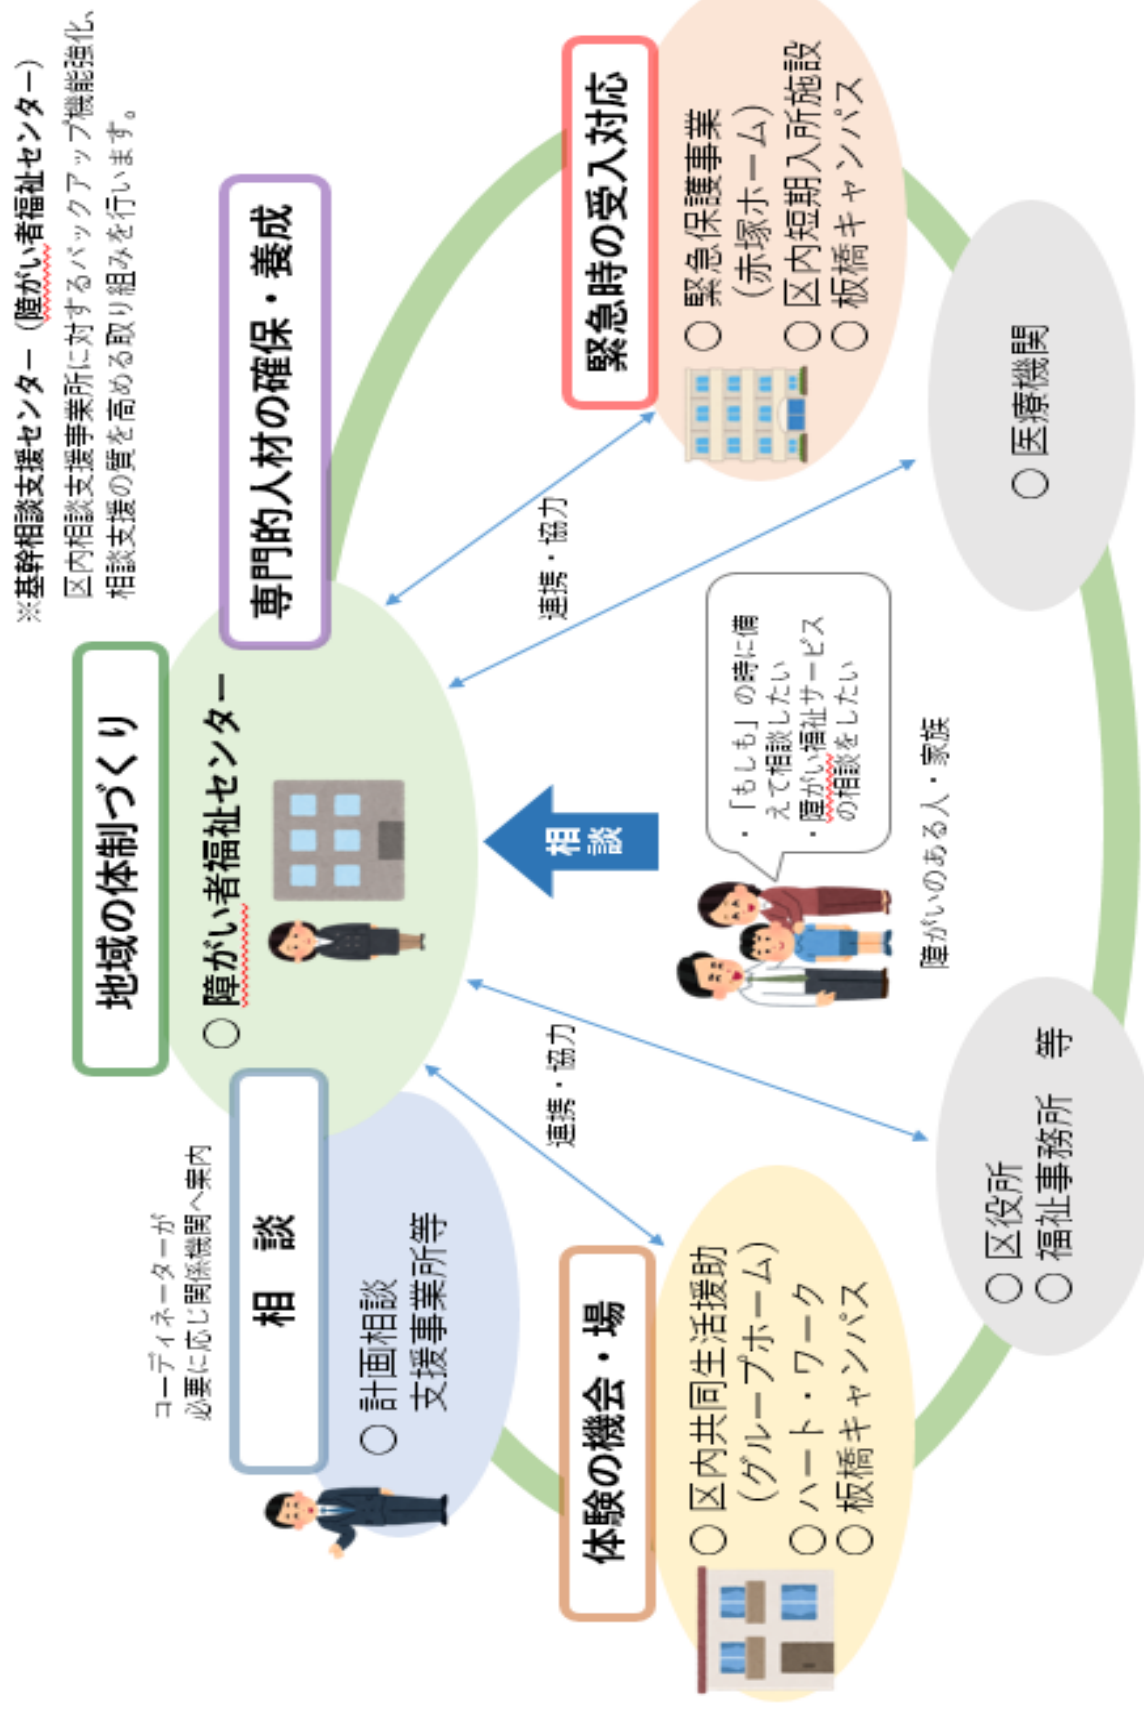 ※基幹相談支援センター（障がい者福祉センター）
区内相談支援事業所に対するバックアップ機能強化、
相談支援の質を高める取り組みを行います。
地域の体制づくり
専門的人材の確保・養成
○ 障がい者福祉センター
コーディネーターが
必要に応じ関係機関へ案内
相　談
○ 計画相談
支援事業所等
連携・協力
相談
連携・協力
体験の機会・場
○ 区内共同生活援助
（グループホーム）
○ ハート・ワーク
○ 板橋キャンパス
・「もしも」の時に備
えて相談したい
・障がい福祉サービス
の相談をしたい
障がいのある人・家族
緊急時の受入対応
○ 緊急保護事業
（赤塚ホーム）
○ 区内短期入所施設
○ 板橋キャンパス
○ 区役所
○ 福祉事務所　等
○ 医療機関